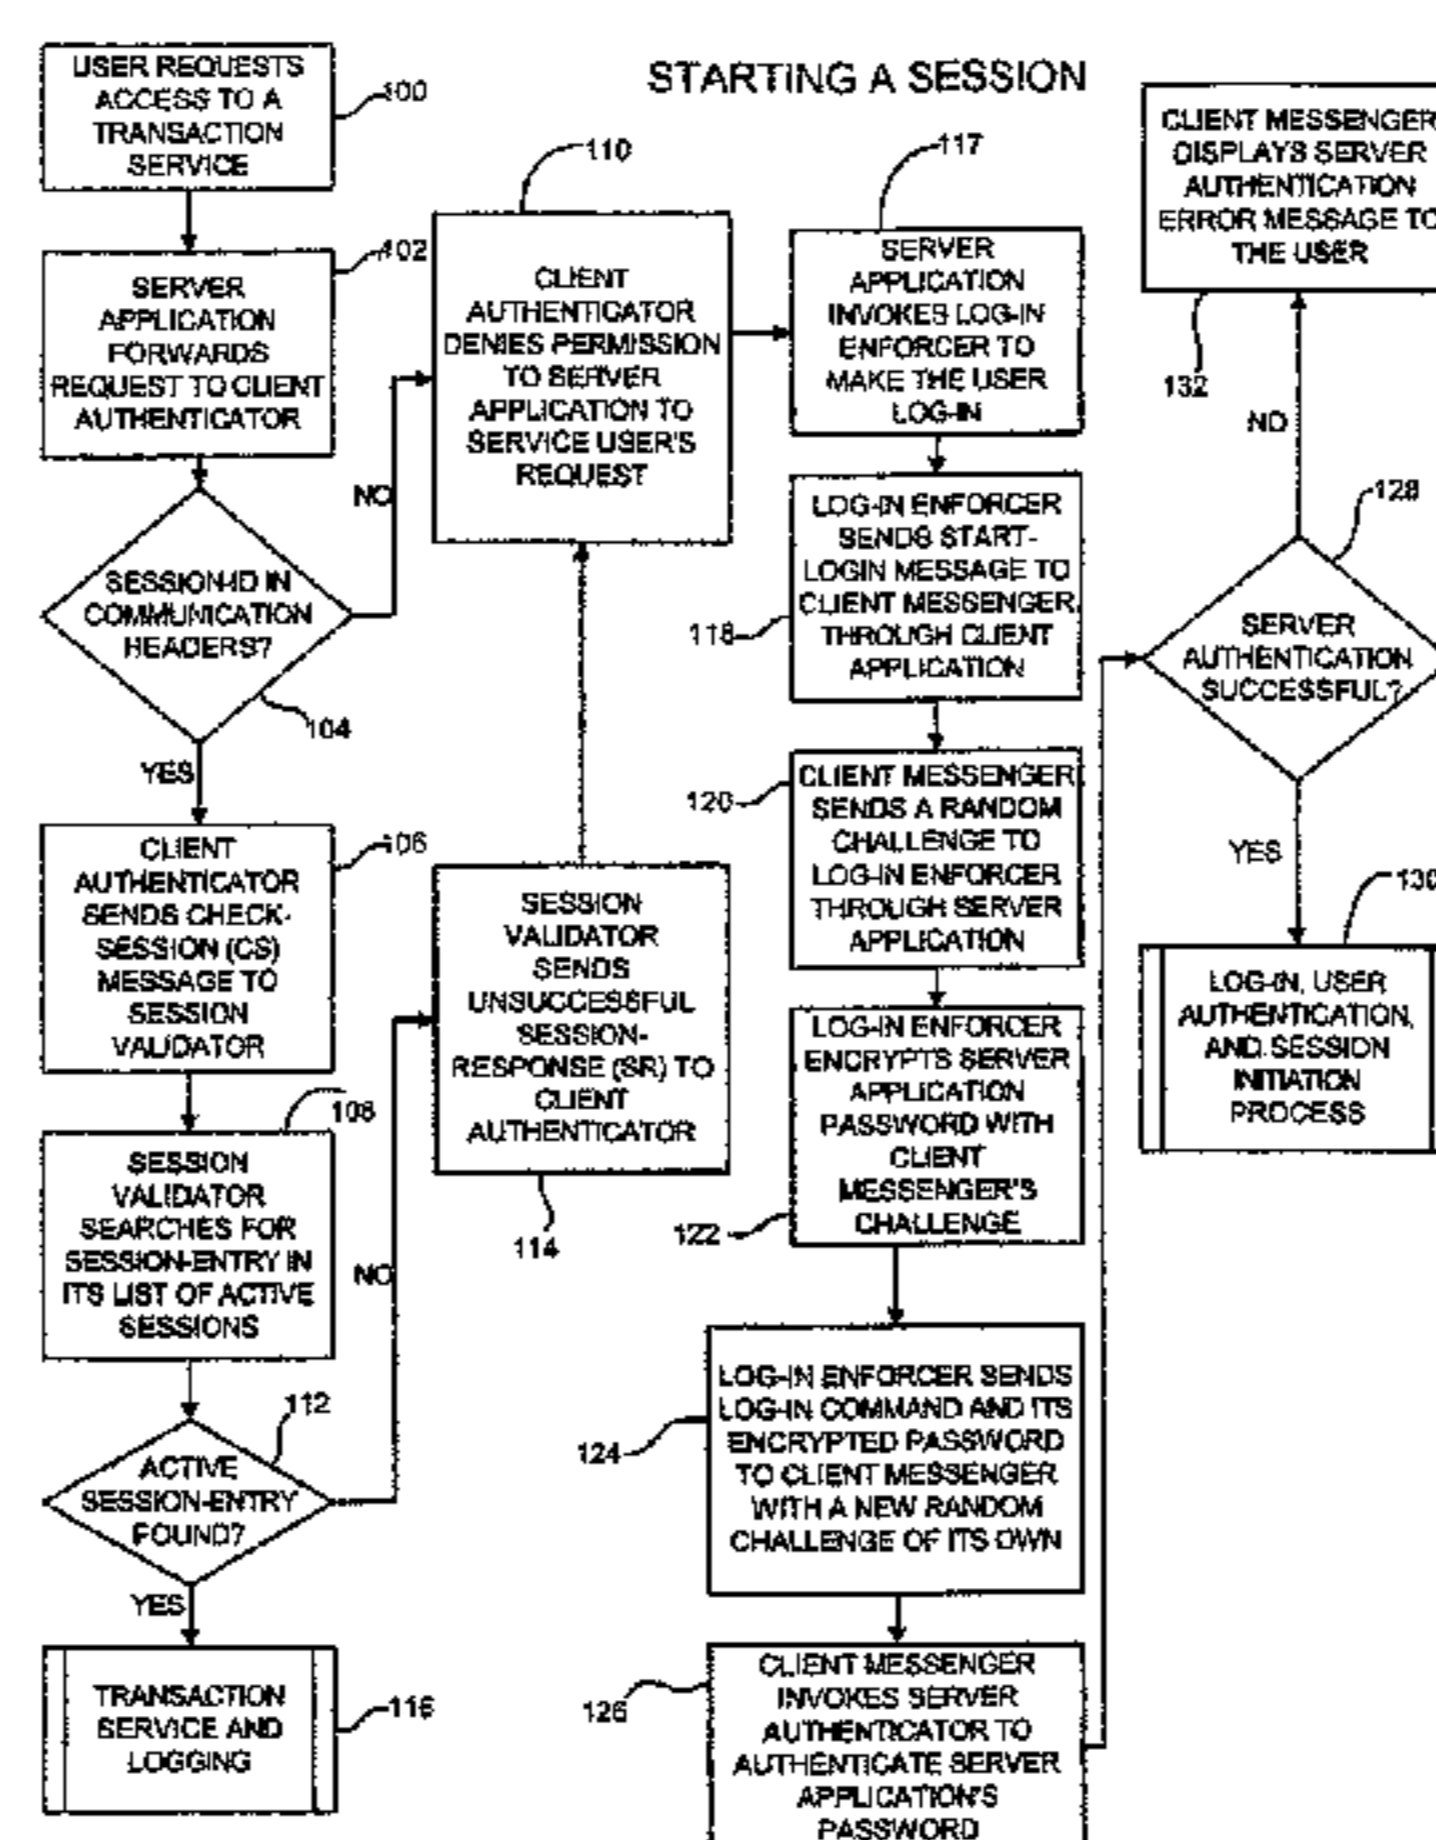 STARTING A SESSION
USER REQUESTS
ACCESS TO A
TRANSACTION
SERVICE
100
SERVER
APPLICATION
FORWARDS
REQUEST TO CLIENT
AUTHENTICATOR
102
SESSION-ID IN
COMMUNICATION
HEADERS?
104
NO
YES
CLIENT
AUTHENTICATOR
SENDS CHECK-
SESSION (CS)
MESSAGE TO
SESSION
VALIDATOR
106
SESSION
VALIDATOR
SEARCHES FOR
SESSION-ENTRY IN
ITS LIST OF ACTIVE
SESSIONS
108
ACTIVE
SESSION-ENTRY
FOUND?
112
NO
YES
TRANSACTION
SERVICE AND
LOGGING
116
110
CLIENT
AUTHENTICATOR
DENIES PERMISSION
TO SERVER
APPLICATION TO
SERVICE USER'S
REQUEST
SESSION
VALIDATOR
SENDS
UNSUCCESSFUL
SESSION-
RESPONSE (SR) TO
CLIENT
AUTHENTICATOR
114
117
SERVER
APPLICATION
INVOKES LOG-IN
ENFORCER TO
MAKE THE USER
LOG-IN
LOG-IN ENFORCER
SENDS START-
LOGIN MESSAGE TO
CLIENT MESSENGER
THROUGH CLIENT
APPLICATION
118
CLIENT MESSENGER
SENDS A RANDOM
CHALLENGE TO
LOG-IN ENFORCER
THROUGH SERVER
APPLICATION
120
LOG-IN ENFORCER
ENCRYPTS SERVER
APPLICATION
PASSWORD WITH
CLIENT
MESSENGER'S
CHALLENGE
122
LOG-IN ENFORCER SENDS
LOG-IN COMMAND AND ITS
ENCRYPTED PASSWORD
TO CLIENT MESSENGER
WITH A NEW RANDOM
CHALLENGE OF ITS OWN
124
CLIENT MESSENGER
INVOKES SERVER
AUTHENTICATOR TO
AUTHENTICATE SERVER
APPLICATION'S
PASSWORD
126
CLIENT MESSENGER
DISPLAYS SERVER
AUTHENTICATION
ERROR MESSAGE TO
THE USER
132
NO
128
SERVER
AUTHENTICATION
SUCCESSFUL?
YES
130
LOG-IN, USER
AUTHENTICATION,
AND SESSION
INITIATION
PROCESS